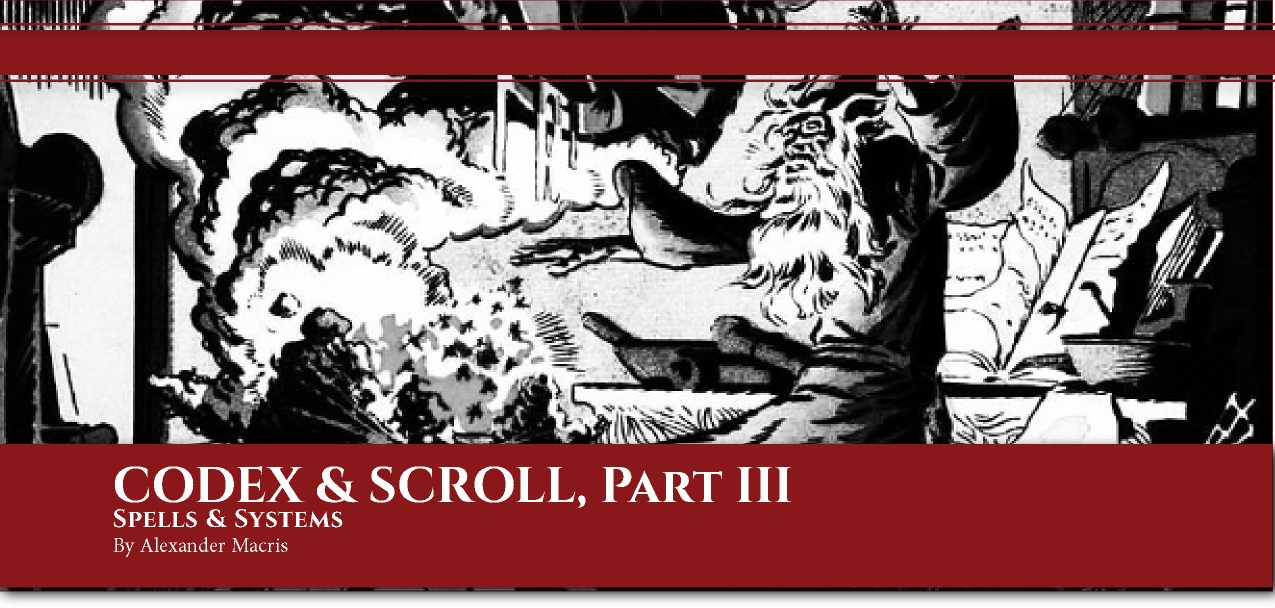 CODEX & SCROLL, PART III
SPELLS & SYSTEMS
By Alexander Macris